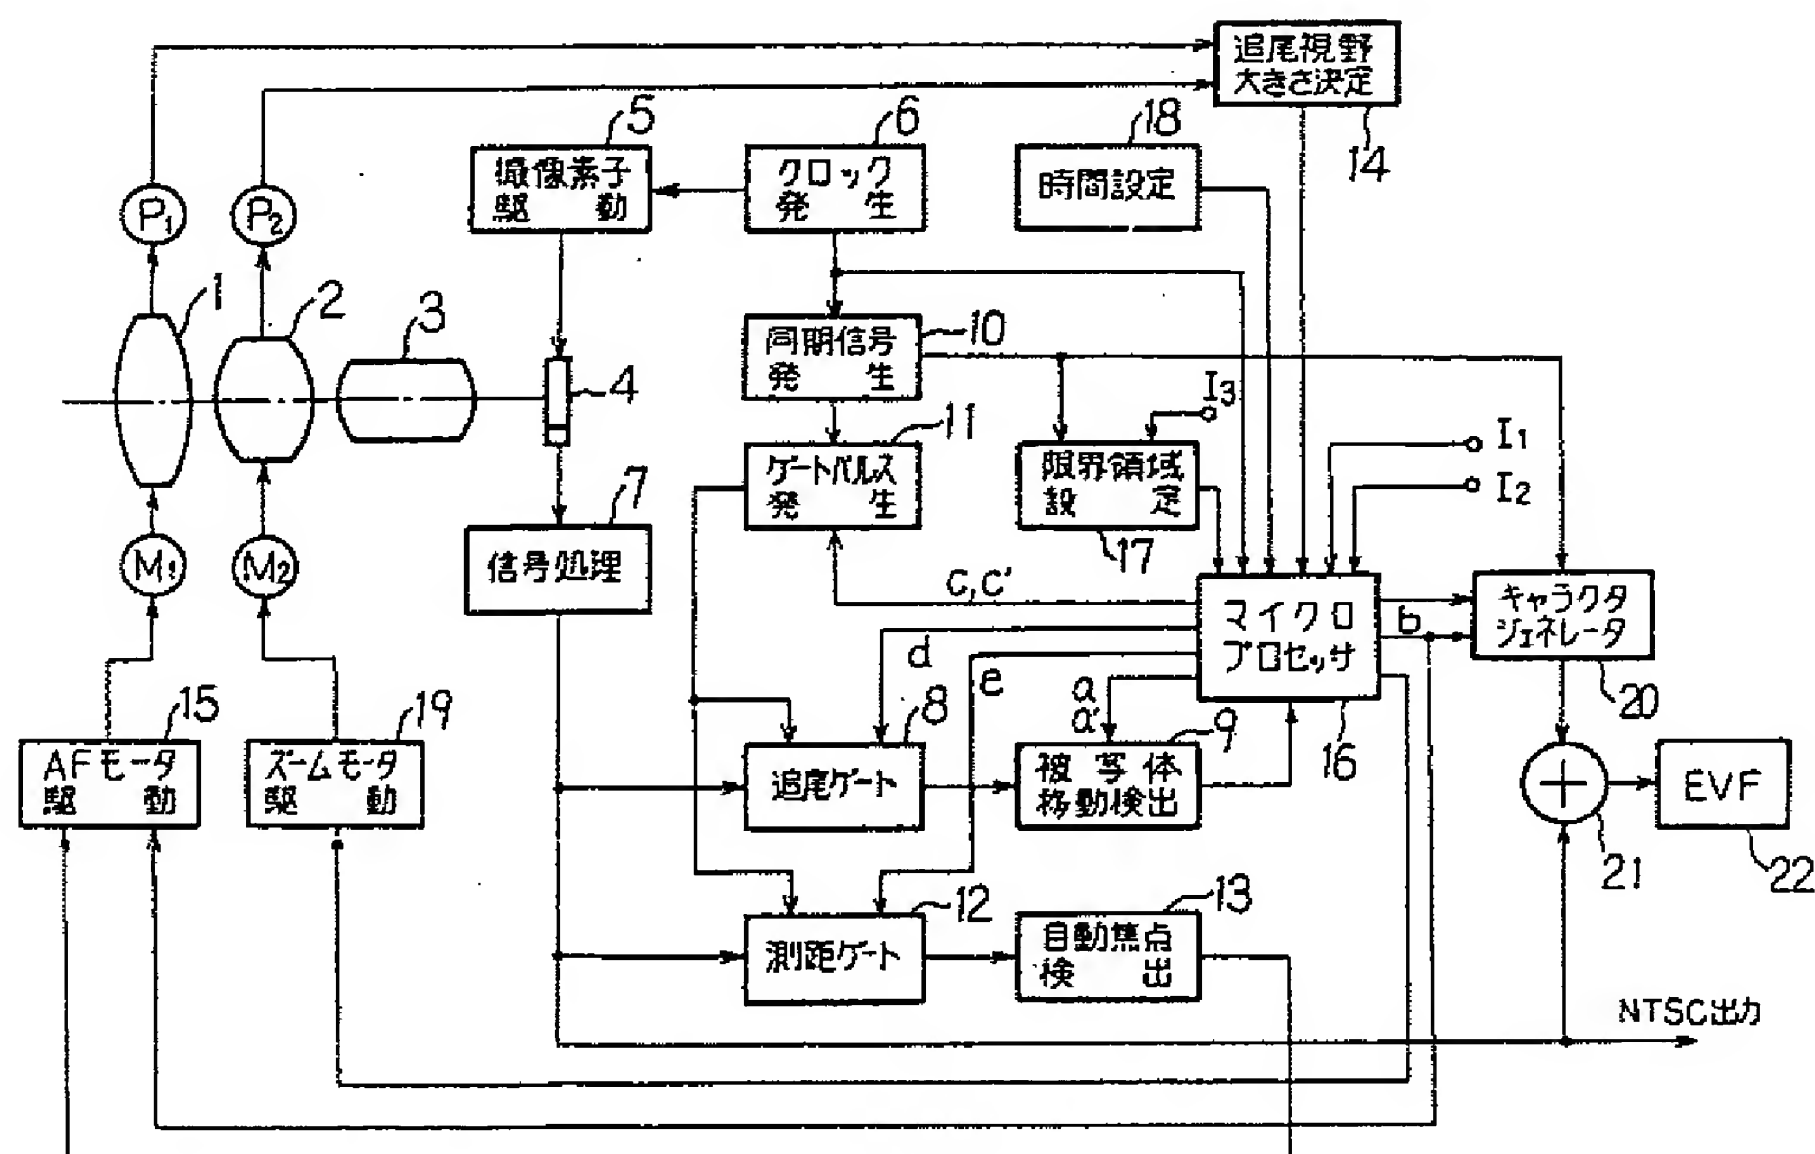 追尾視野
大きさ決定
14
5
撮像素子
駆動
6
クロック
発生
18
時間設定
P1
P2
1
2
3
4
同期信号
発生
10
I3
ゲートパルス
発生
11
限界領域
設定
17
I1
I2
7
信号処理
M1
M2
c,c'
マイクロ
プロセッサ
16
b
キャラクタ
ジェネレータ
20
d
e
a
a'
AFモータ
駆動
15
ズームモータ
駆動
19
追尾ゲート
8
被写体
移動検出
9
+
21
EVF
22
測距ゲート
12
自動焦点
検出
13
NTSC出力